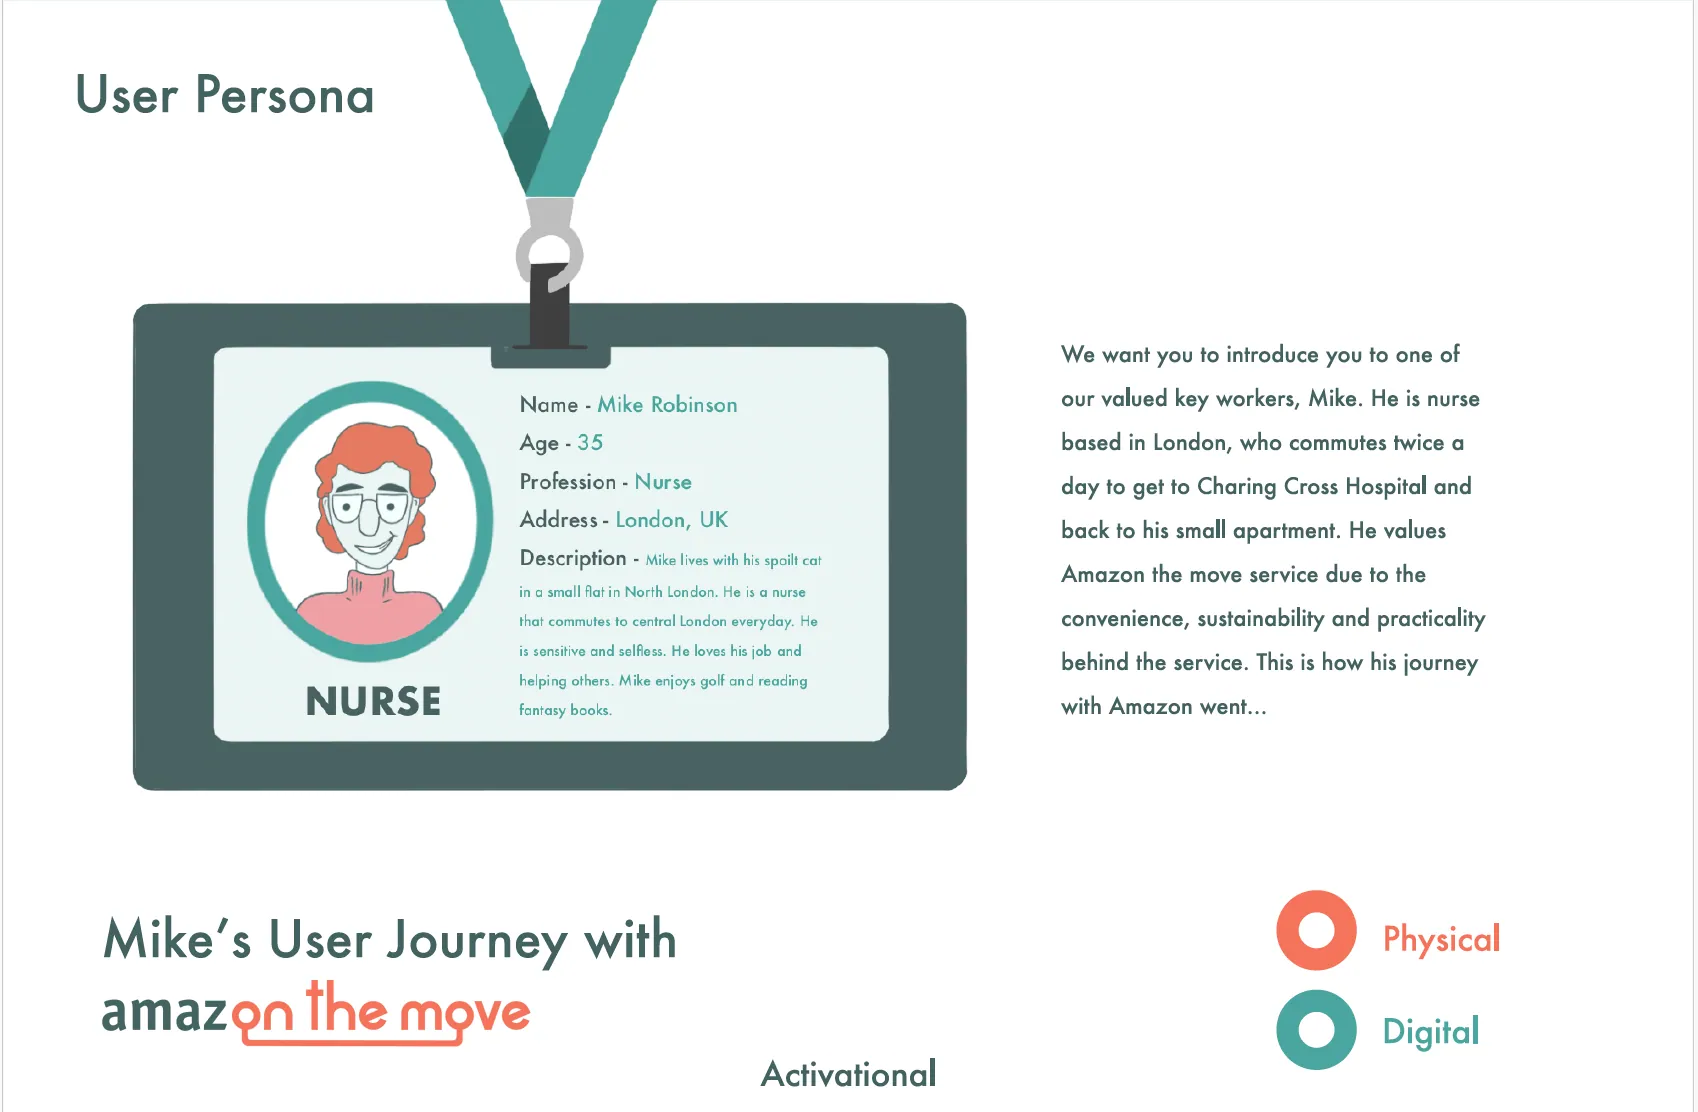 User Persona
Name - Mike Robinson
Age - 35
Profession - Nurse
Address - London, UK
Description - Mike lives with his spoilt cat
in a small flat in North London. He is a nurse
that commutes to central London everyday. He
is sensitive and selfless. He loves his job and
helping others. Mike enjoys golf and reading
fantasy books.
NURSE
We want you to introduce you to one of
our valued key workers, Mike. He is nurse
based in London, who commutes twice a
day to get to Charing Cross Hospital and
back to his small apartment. He values
Amazon the move service due to the
convenience, sustainability and practicality
behind the service. This is how his journey
with Amazon went...
Mike’s User Journey with
amazon the move
Physical
Digital
Activational